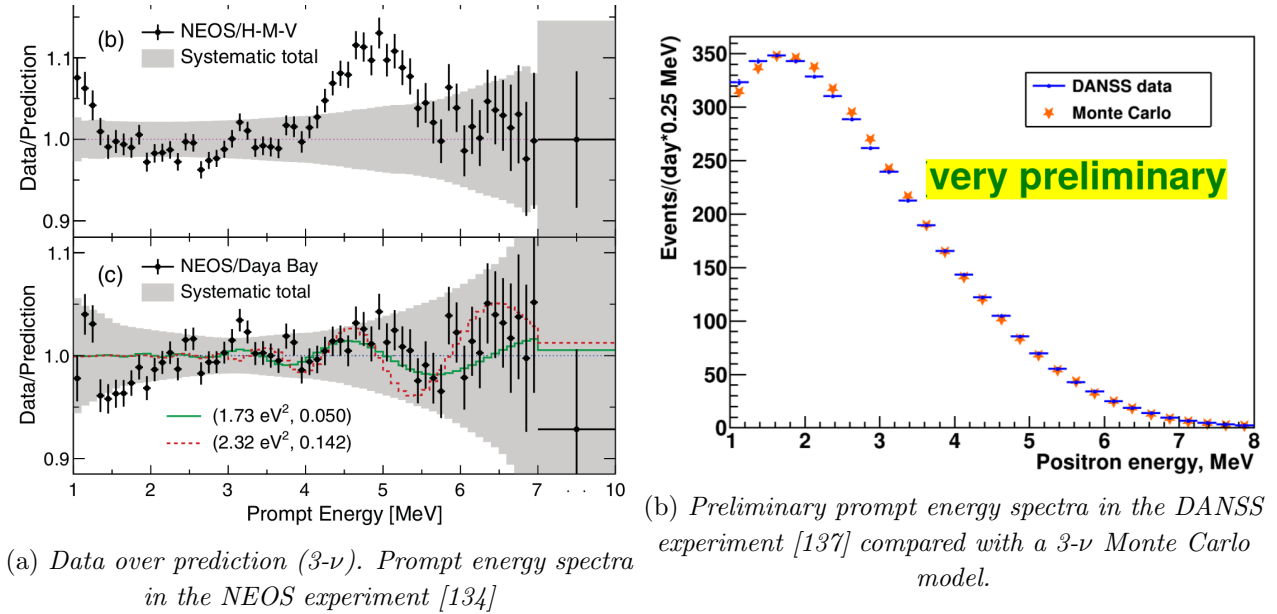 (b)
NEOS/H-M-V
Systematic total
1.1
1.0
0.9
Data/Prediction
(c)
NEOS/Daya Bay
Systematic total
1.1
1.0
0.9
Data/Prediction
(1.73 eV², 0.050)
(2.32 eV², 0.142)
1 2 3 4 5 6 7 . . 10
Prompt Energy [MeV]
(a) Data over prediction (3-ν). Prompt energy spectra
in the NEOS experiment [134]
Events/(day*0.25 MeV)
350
300
250
200
150
100
50
0
DANSS data
Monte Carlo
very preliminary
1 2 3 4 5 6 7 8
Positron energy, MeV
(b) Preliminary prompt energy spectra in the DANSS
experiment [137] compared with a 3-ν Monte Carlo
model.